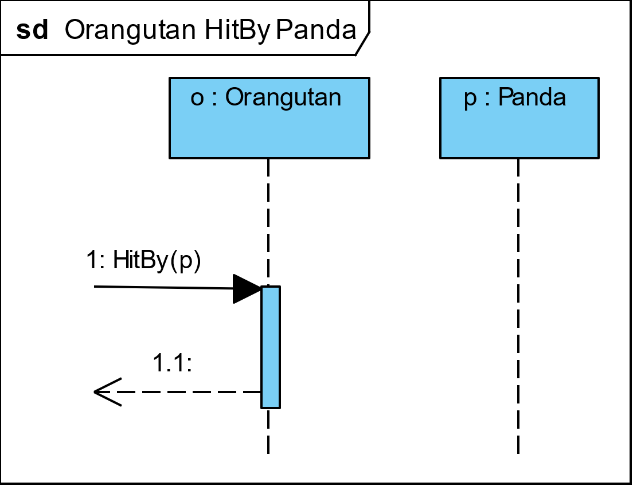 sd Orangutan HitBy Panda
o : Orangutan
p : Panda
1: HitBy(p)
1.1: